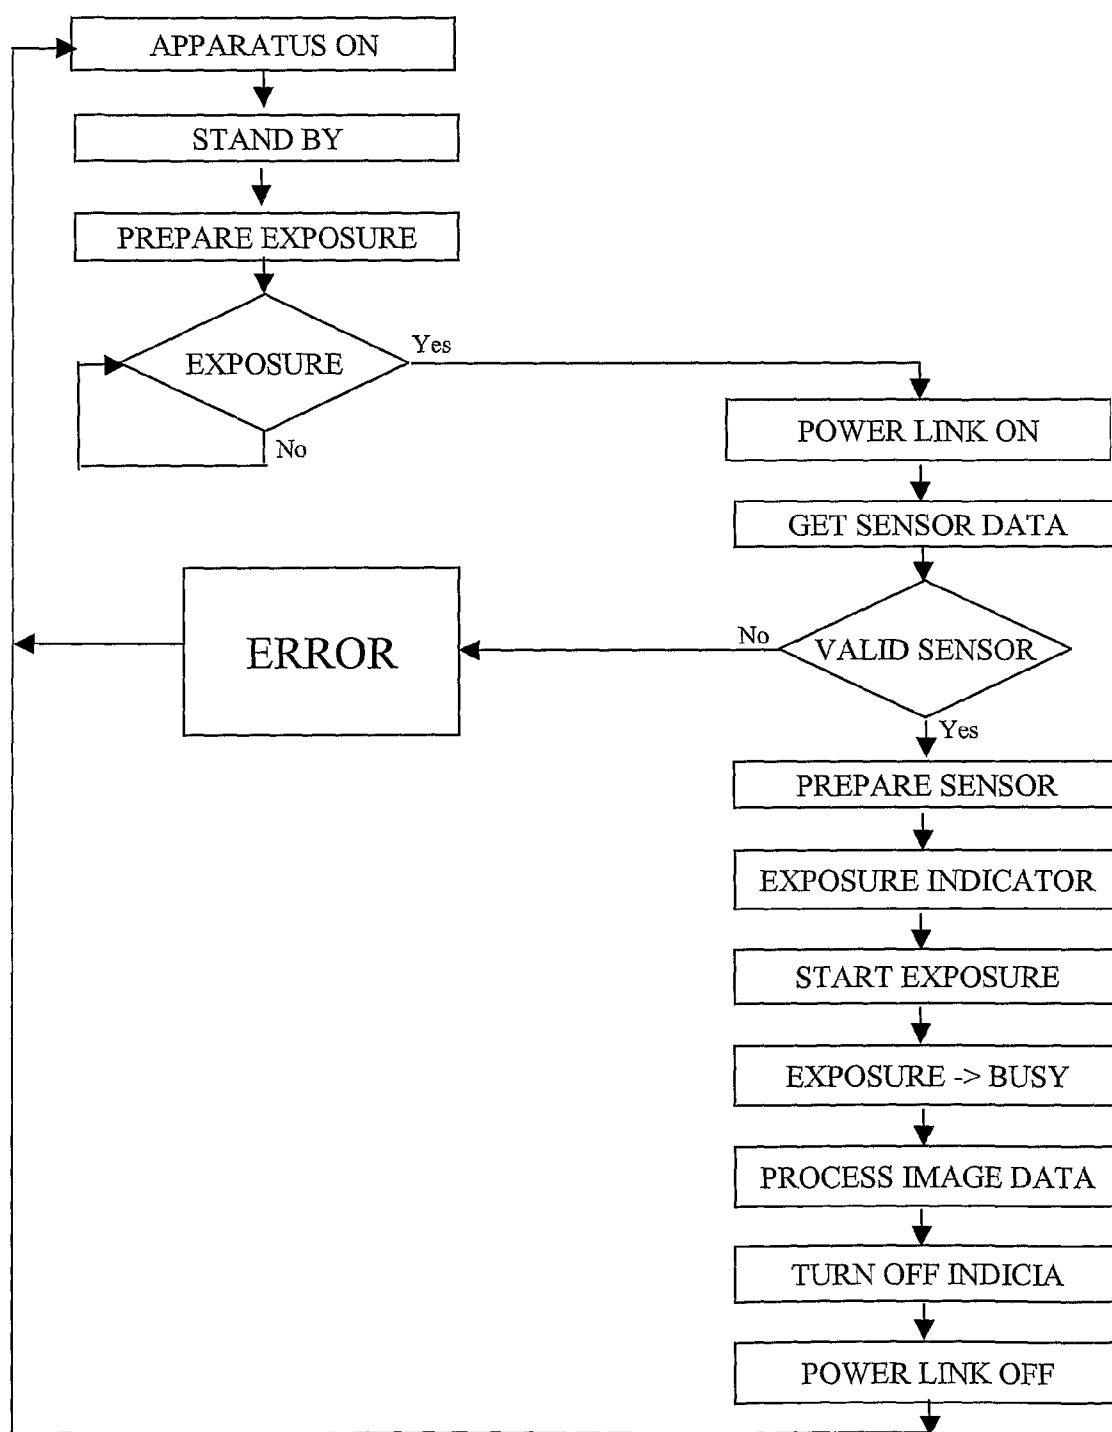 APPARATUS ON
STAND BY
PREPARE EXPOSURE
EXPOSURE
Yes
No
POWER LINK ON
GET SENSOR DATA
VALID SENSOR
No
ERROR
Yes
PREPARE SENSOR
EXPOSURE INDICATOR
START EXPOSURE
EXPOSURE -> BUSY
PROCESS IMAGE DATA
TURN OFF INDICIA
POWER LINK OFF